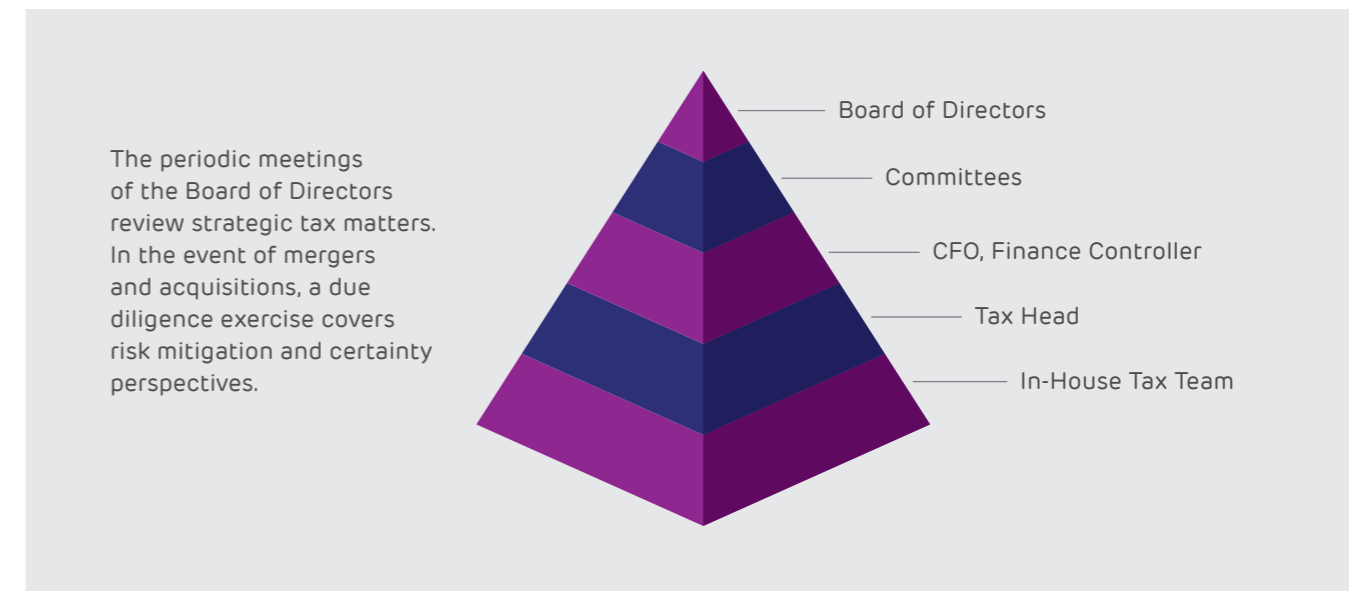 The periodic meetings
of the Board of Directors
review strategic tax matters.
In the event of mergers
and acquisitions, a due
diligence exercise covers
risk mitigation and certainty
perspectives.
Board of Directors
Committees
CFO, Finance Controller
Tax Head
In-House Tax Team